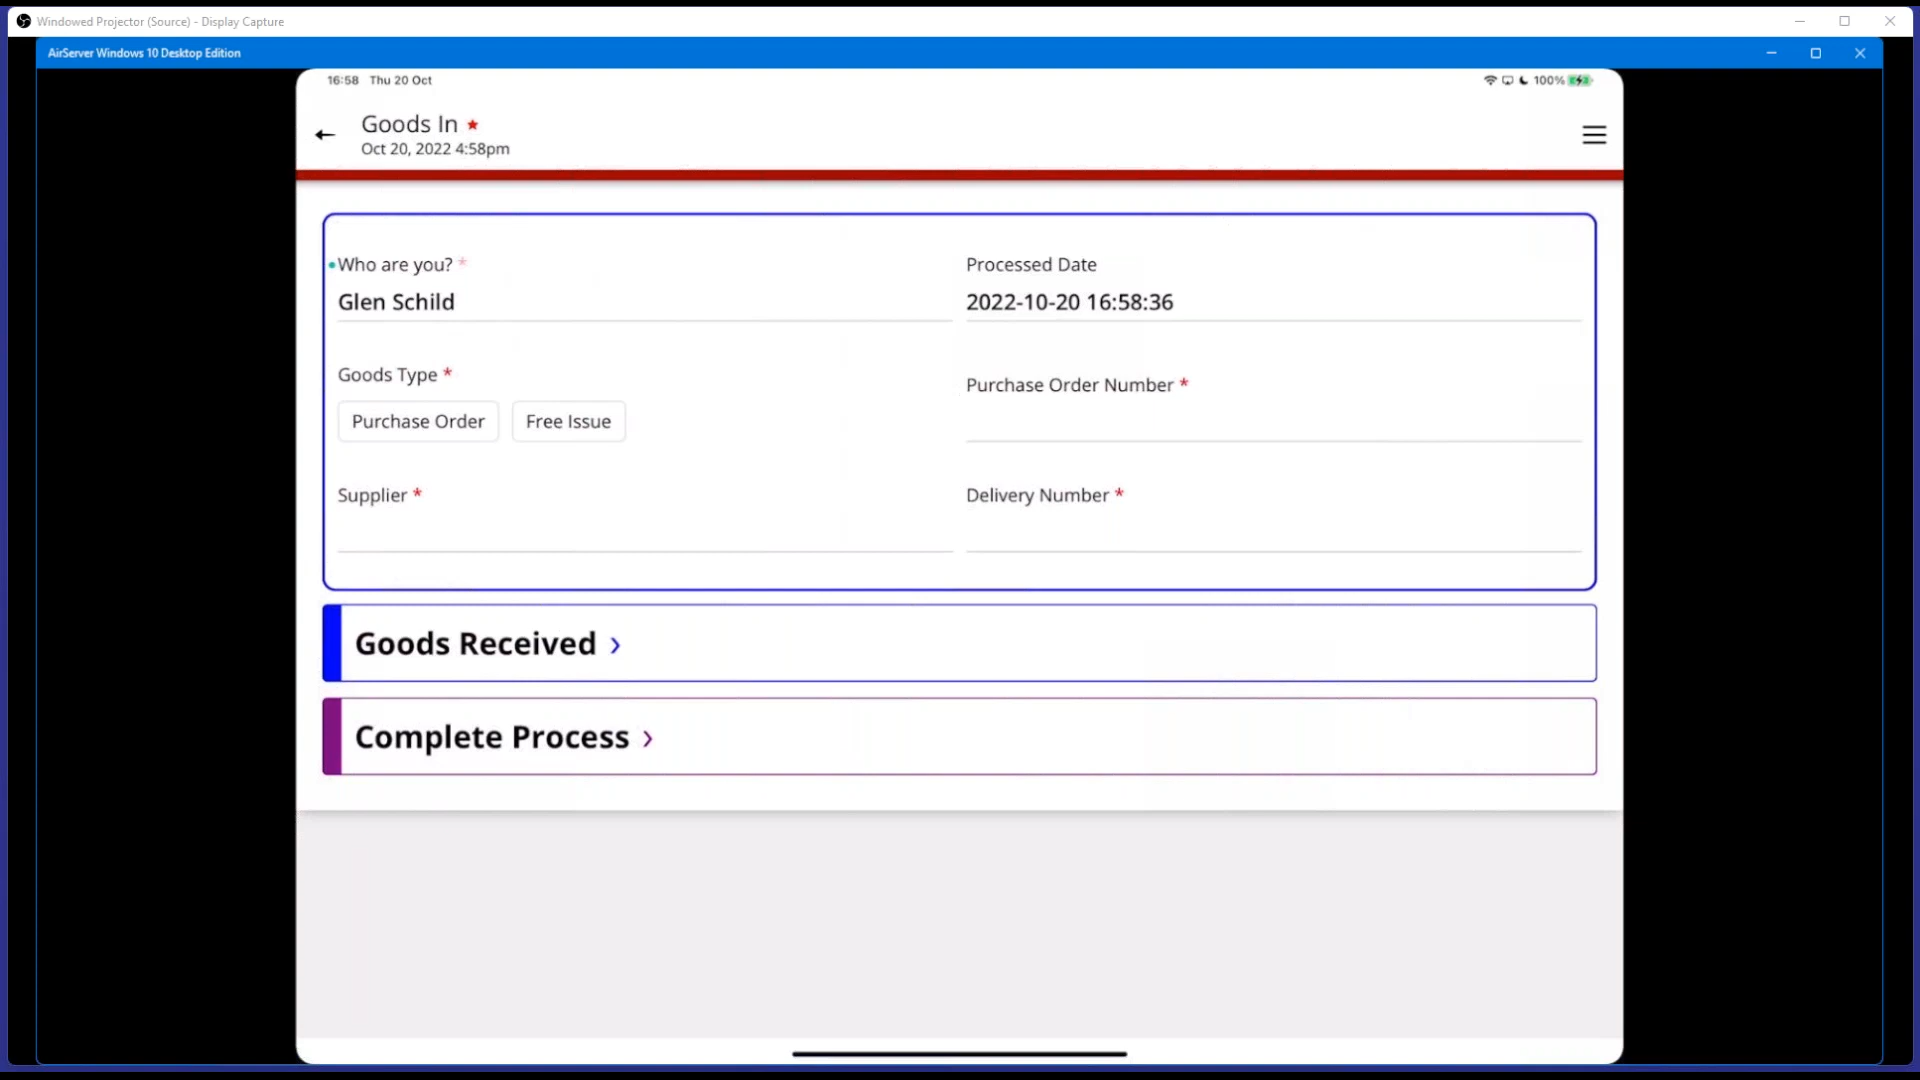 Windowed Projector (Source) - Display Capture
AirServer Windows 10 Desktop Edition
16:58 Thu 20 Oct
100%
Goods In
Oct 20, 2022 4:58pm
Who are you? *
Processed Date
Glen Schild
2022-10-20 16:58:36
Goods Type *
Purchase Order Number *
Purchase Order
Free Issue
Supplier *
Delivery Number *
Goods Received >
Complete Process >